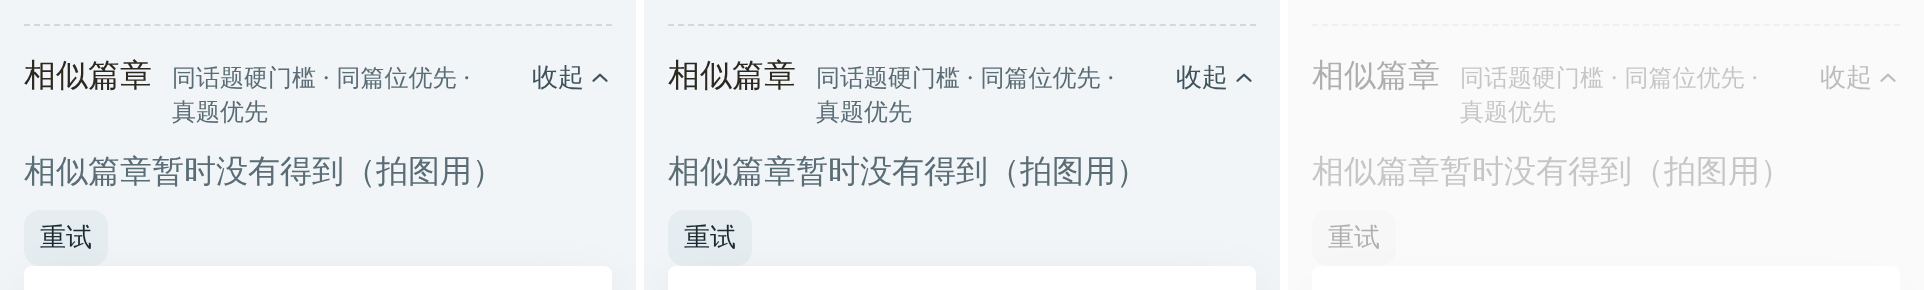 相似篇章 同话题硬门槛 · 同篇位优先 · 收起
真题优先
相似篇章暂时没有得到（拍图用）
重试
相似篇章 同话题硬门槛 · 同篇位优先 · 收起
真题优先
相似篇章暂时没有得到（拍图用）
重试
相似篇章 同话题硬门槛 · 同篇位优先 · 收起
真题优先
相似篇章暂时没有得到（拍图用）
重试